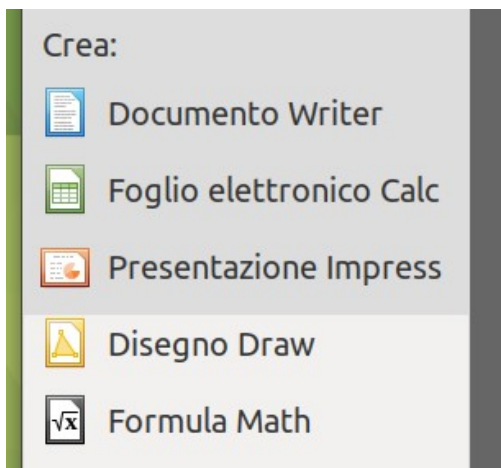 Crea:
Documento Writer
Foglio elettronico Calc
Presentazione Impress
Disegno Draw
√x Formula Math